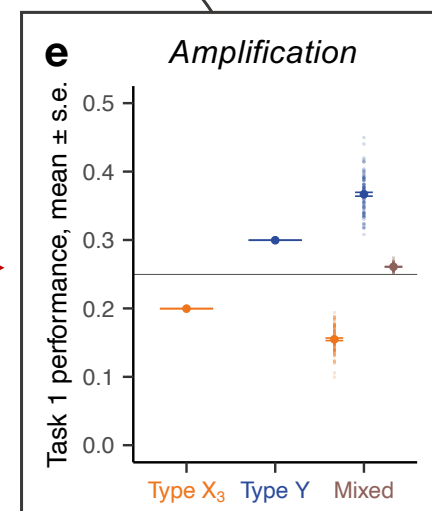 e
Amplification
Task 1 performance, mean ± s.e.
0.5
0.4
0.3
0.2
0.1
0.0
Type X₃ Type Y Mixed